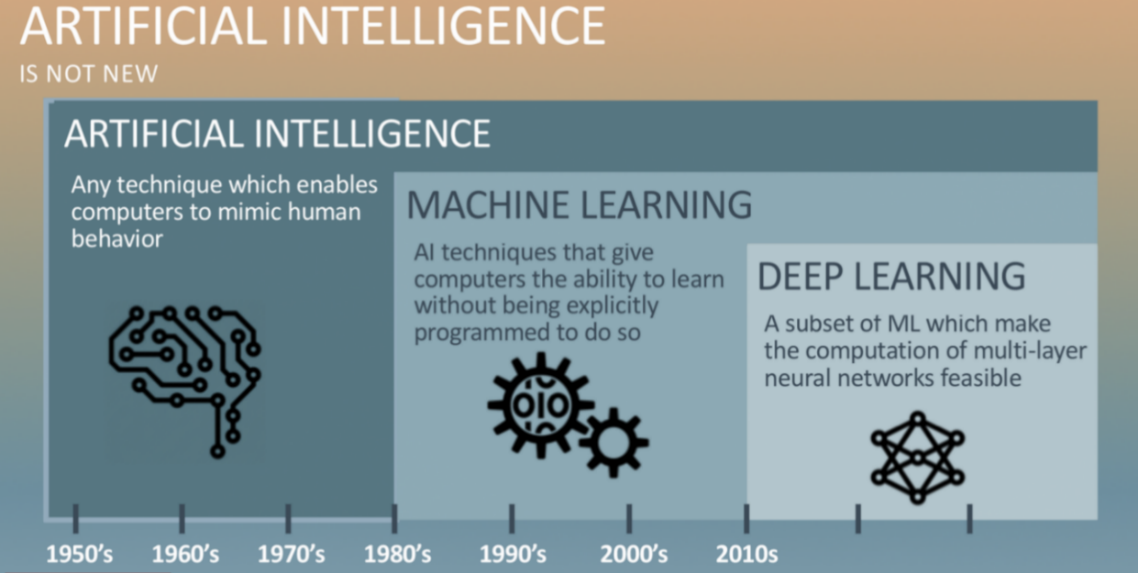 ARTIFICIAL INTELLIGENCE
IS NOT NEW
ARTIFICIAL INTELLIGENCE
Any technique which enables
computers to mimic human
behavior
MACHINE LEARNING
AI techniques that give
computers the ability to learn
without being explicitly
programmed to do so
DEEP LEARNING
A subset of ML which make
the computation of multi-layer
neural networks feasible
1950's 1960's 1970's 1980's 1990's 2000's 2010s